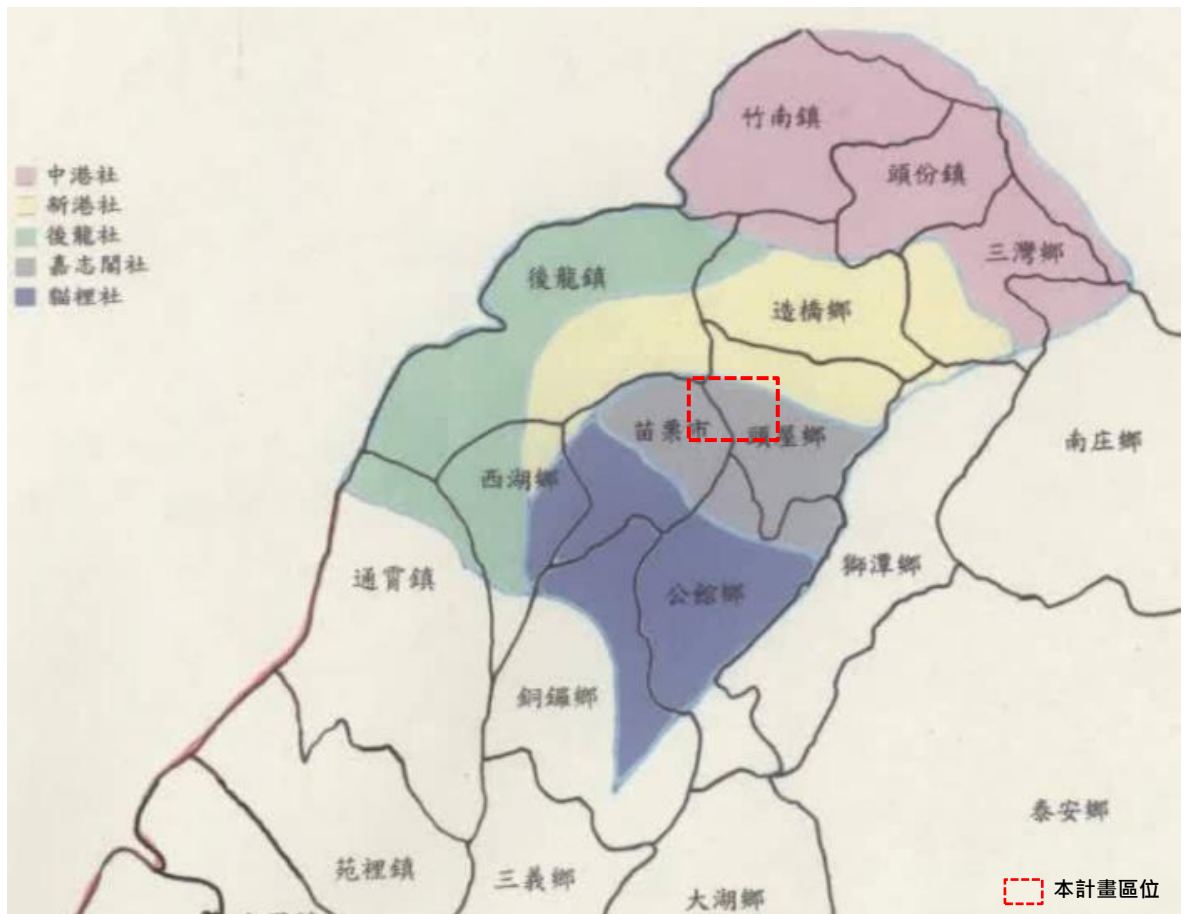 竹南鎮
頭份鎮
中港社
新港社
後龍社
嘉志閣社
貓裡社
三灣鄉
後龍鎮
造橋鄉
苗栗市
頭屋鄉
南庄鄉
西湖鄉
獅潭鄉
通霄鎮
公館鄉
銅鑼鄉
泰安鄉
苑裡鎮
三義鄉
大湖鄉
本計畫區位